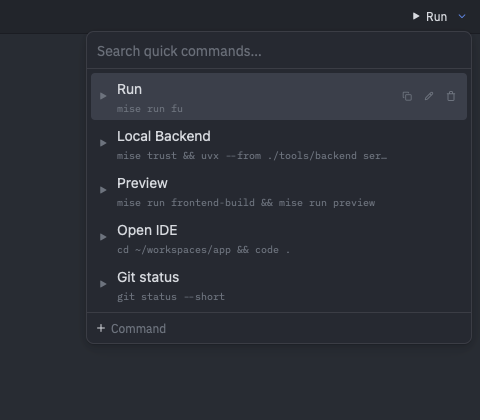 Run
Search quick commands...
Run
mise run fu
Local Backend
mise trust && uvx --from ./tools/backend ser…
Preview
mise run frontend-build && mise run preview
Open IDE
cd ~/workspaces/app && code .
Git status
git status --short
+ Command